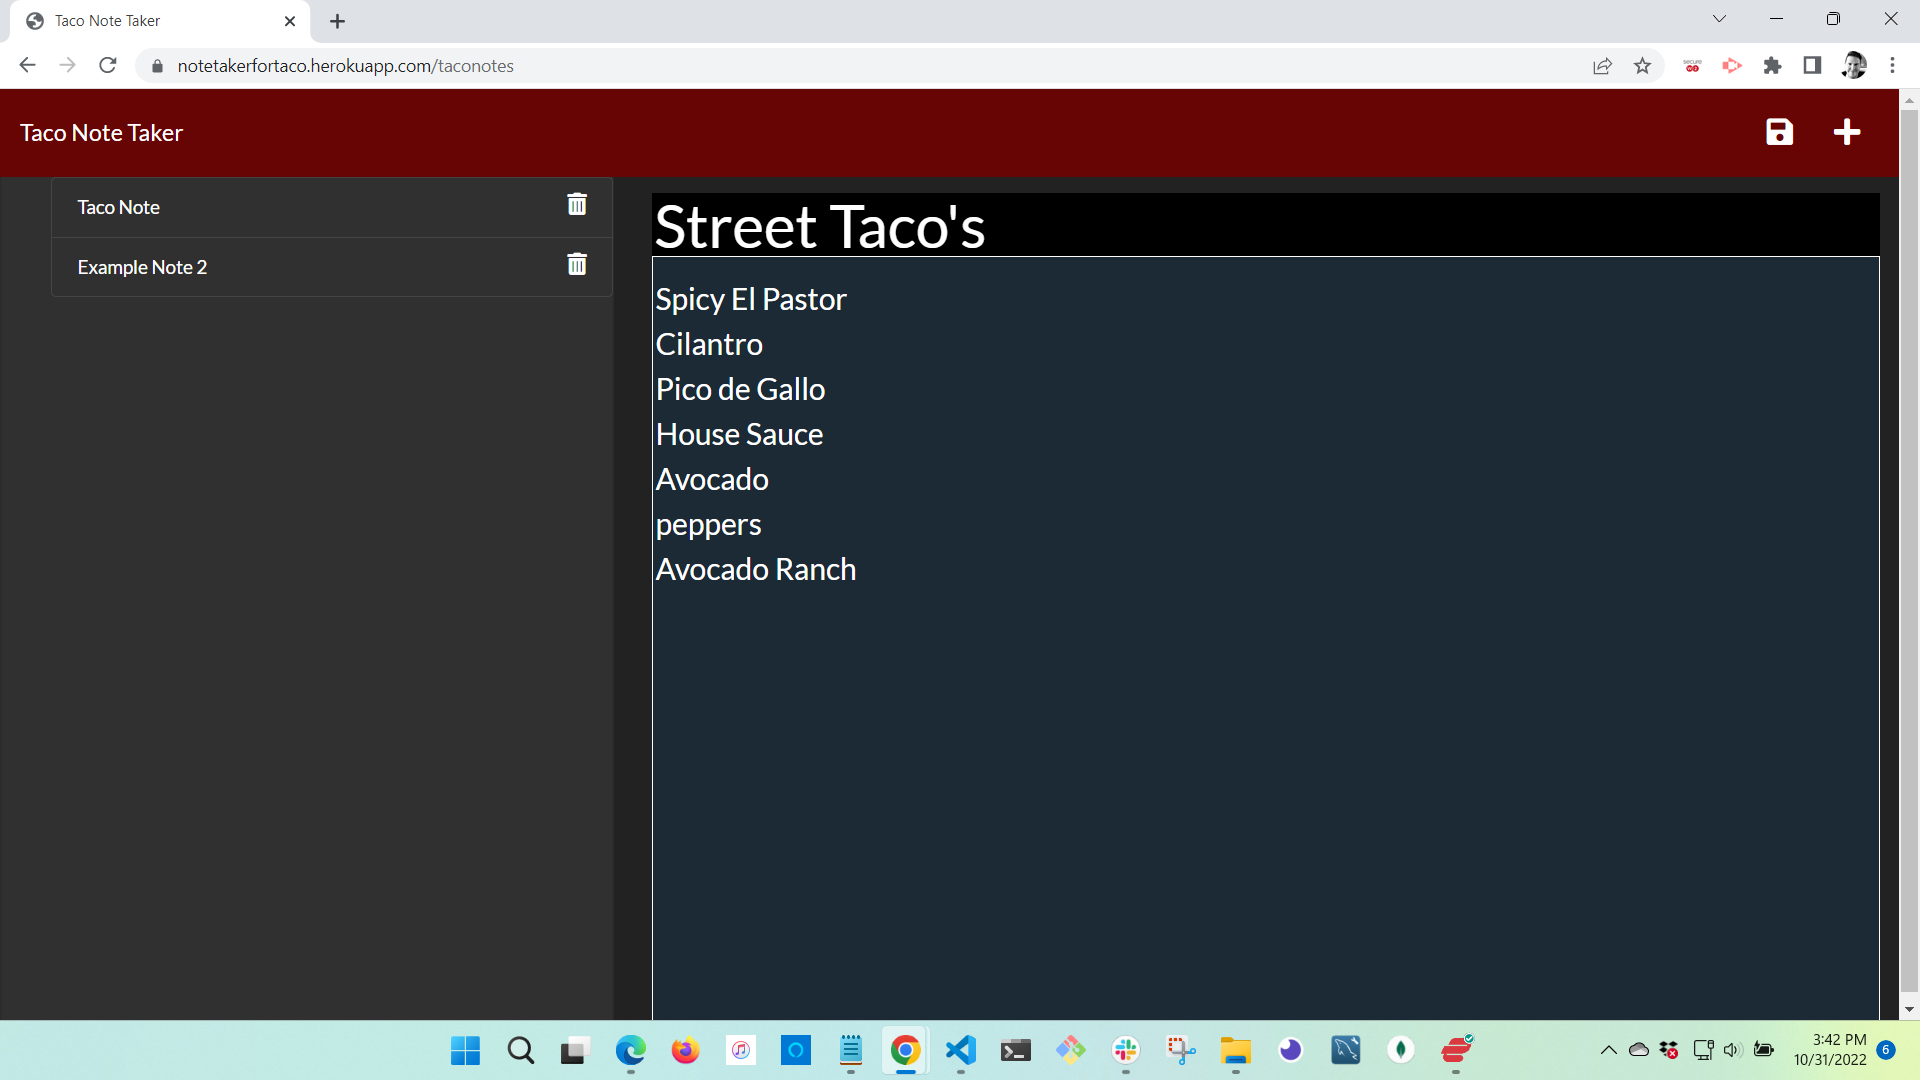 Taco Note Taker
notetakerfortaco.herokuapp.com/taconotes
Taco Note Taker
Taco Note
Example Note 2
Street Taco's
Spicy El Pastor
Cilantro
Pico de Gallo
House Sauce
Avocado
peppers
Avocado Ranch
3:42 PM
10/31/2022
6